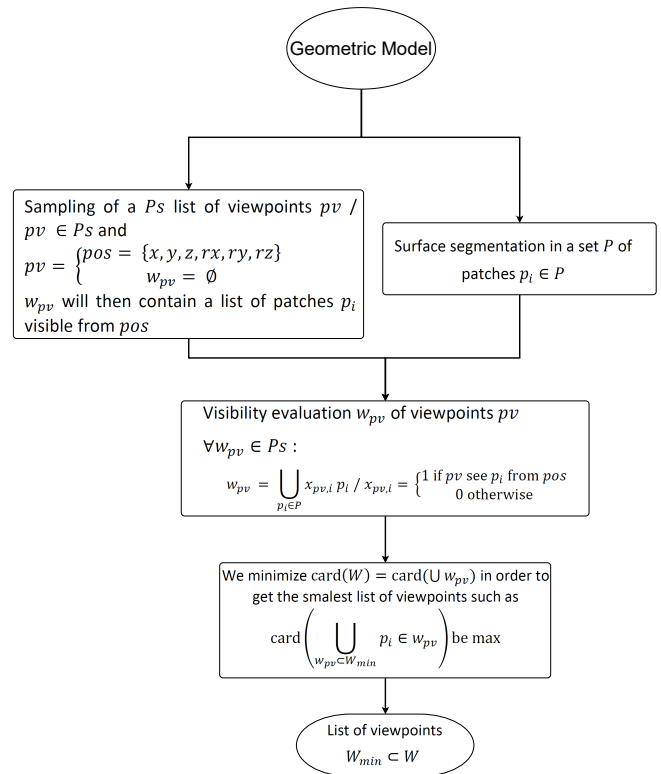 Geometric Model
Sampling of a Ps list of viewpoints pv /
pv ∈ Ps and
pv = { pos = {x, y, z, rx, ry, rz}
w_pv = ∅
w_pv will then contain a list of patches p_i
visible from pos
Surface segmentation in a set P of
patches p_i ∈ P
Visibility evaluation w_pv of viewpoints pv
∀w_pv ∈ Ps :
w_pv = ⋃_{p_i∈P} x_{pv,i} p_i / x_{pv,i} = { 1 if pv see p_i from pos
0 otherwise
We minimize card(W) = card(⋃ w_pv) in order to
get the smalest list of viewpoints such as
card ( ⋃_{w_pv⊂W_min} p_i ∈ w_pv ) be max
List of viewpoints
W_min ⊂ W